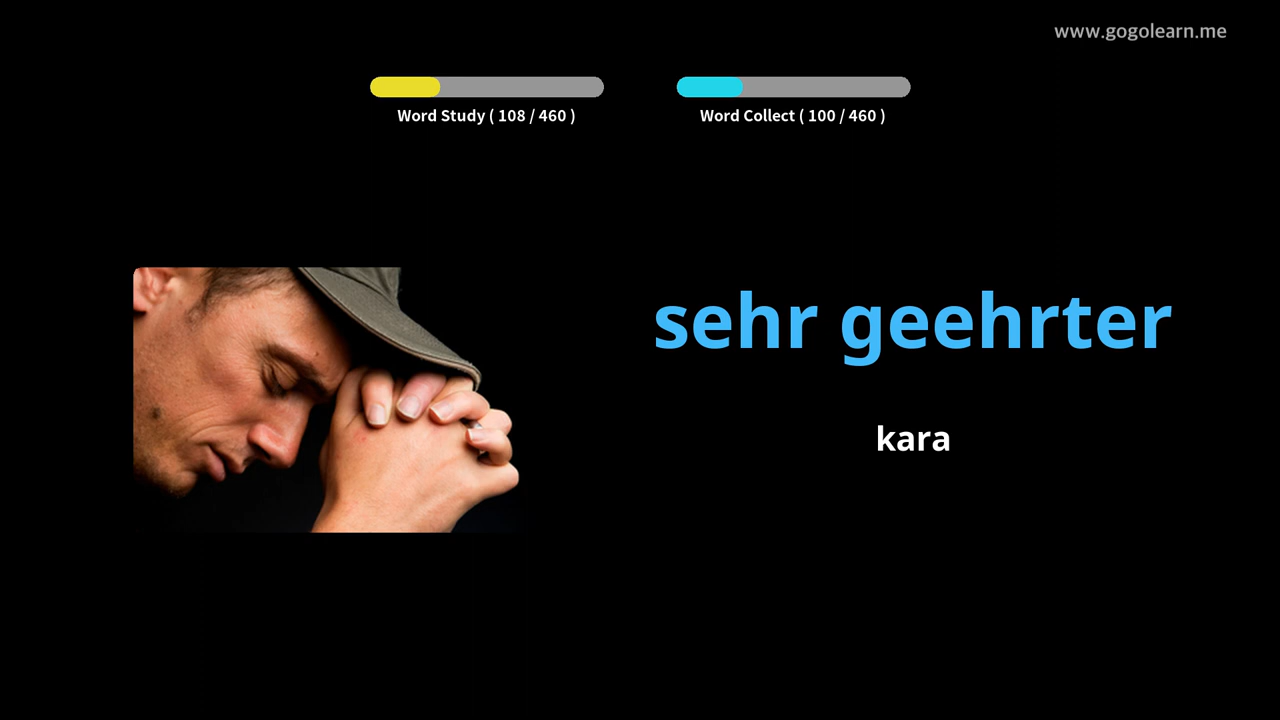 www.gogolearn.me
Word Study ( 108 / 460 )
Word Collect ( 100 / 460 )
sehr geehrter
kara